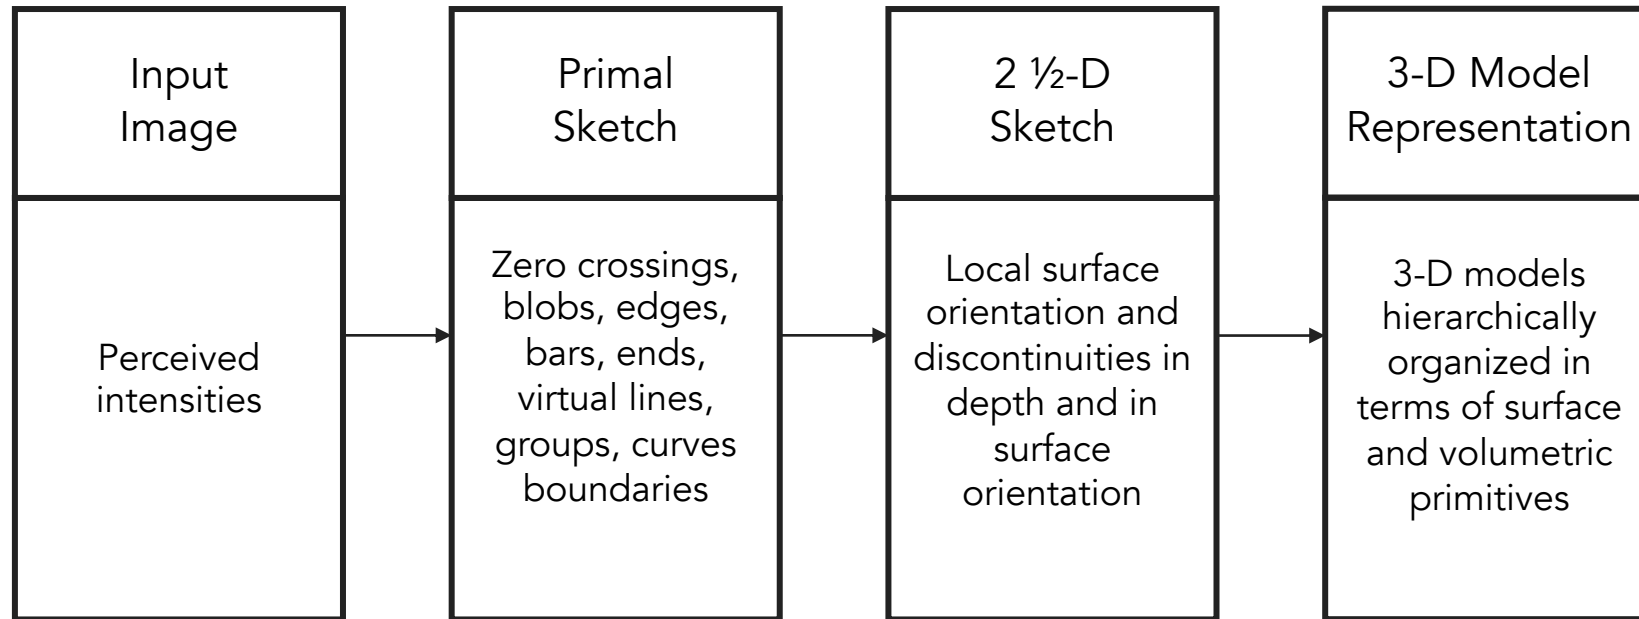 Input
Image
Perceived
intensities
Primal
Sketch
Zero crossings,
blobs, edges,
bars, ends,
virtual lines,
groups, curves
boundaries
2 ½-D
Sketch
Local surface
orientation and
discontinuities in
depth and in
surface
orientation
3-D Model
Representation
3-D models
hierarchically
organized in
terms of surface
and volumetric
primitives